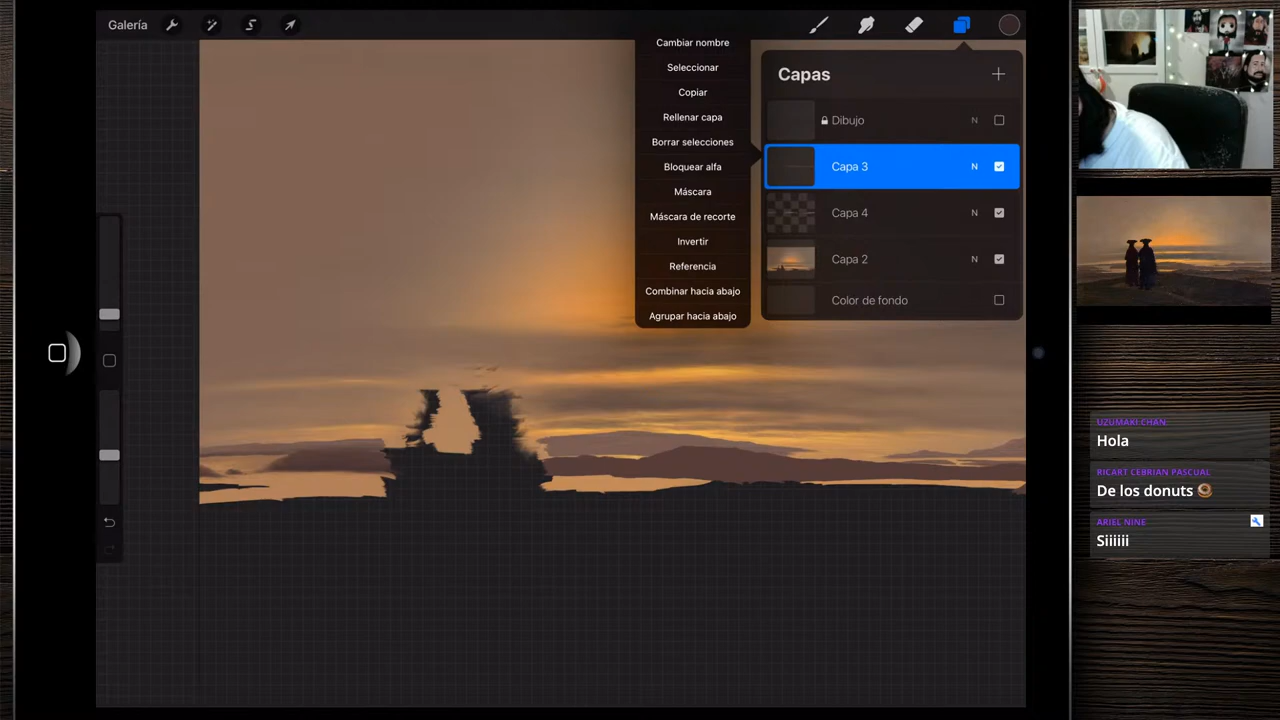 Galería
Cambiar nombre
Seleccionar
Copiar
Rellenar capa
Borrar selecciones
Bloquear alfa
Máscara
Máscara de recorte
Invertir
Referencia
Combinar hacia abajo
Agrupar hacia abajo
Capas
Dibujo N
Capa 3 N
Capa 4 N
Capa 2 N
Color de fondo
UZUMAKI CHAN
Hola
RICART CEBRIAN PASCUAL
De los donuts 🍩
ARIEL NINE
Siiiiii